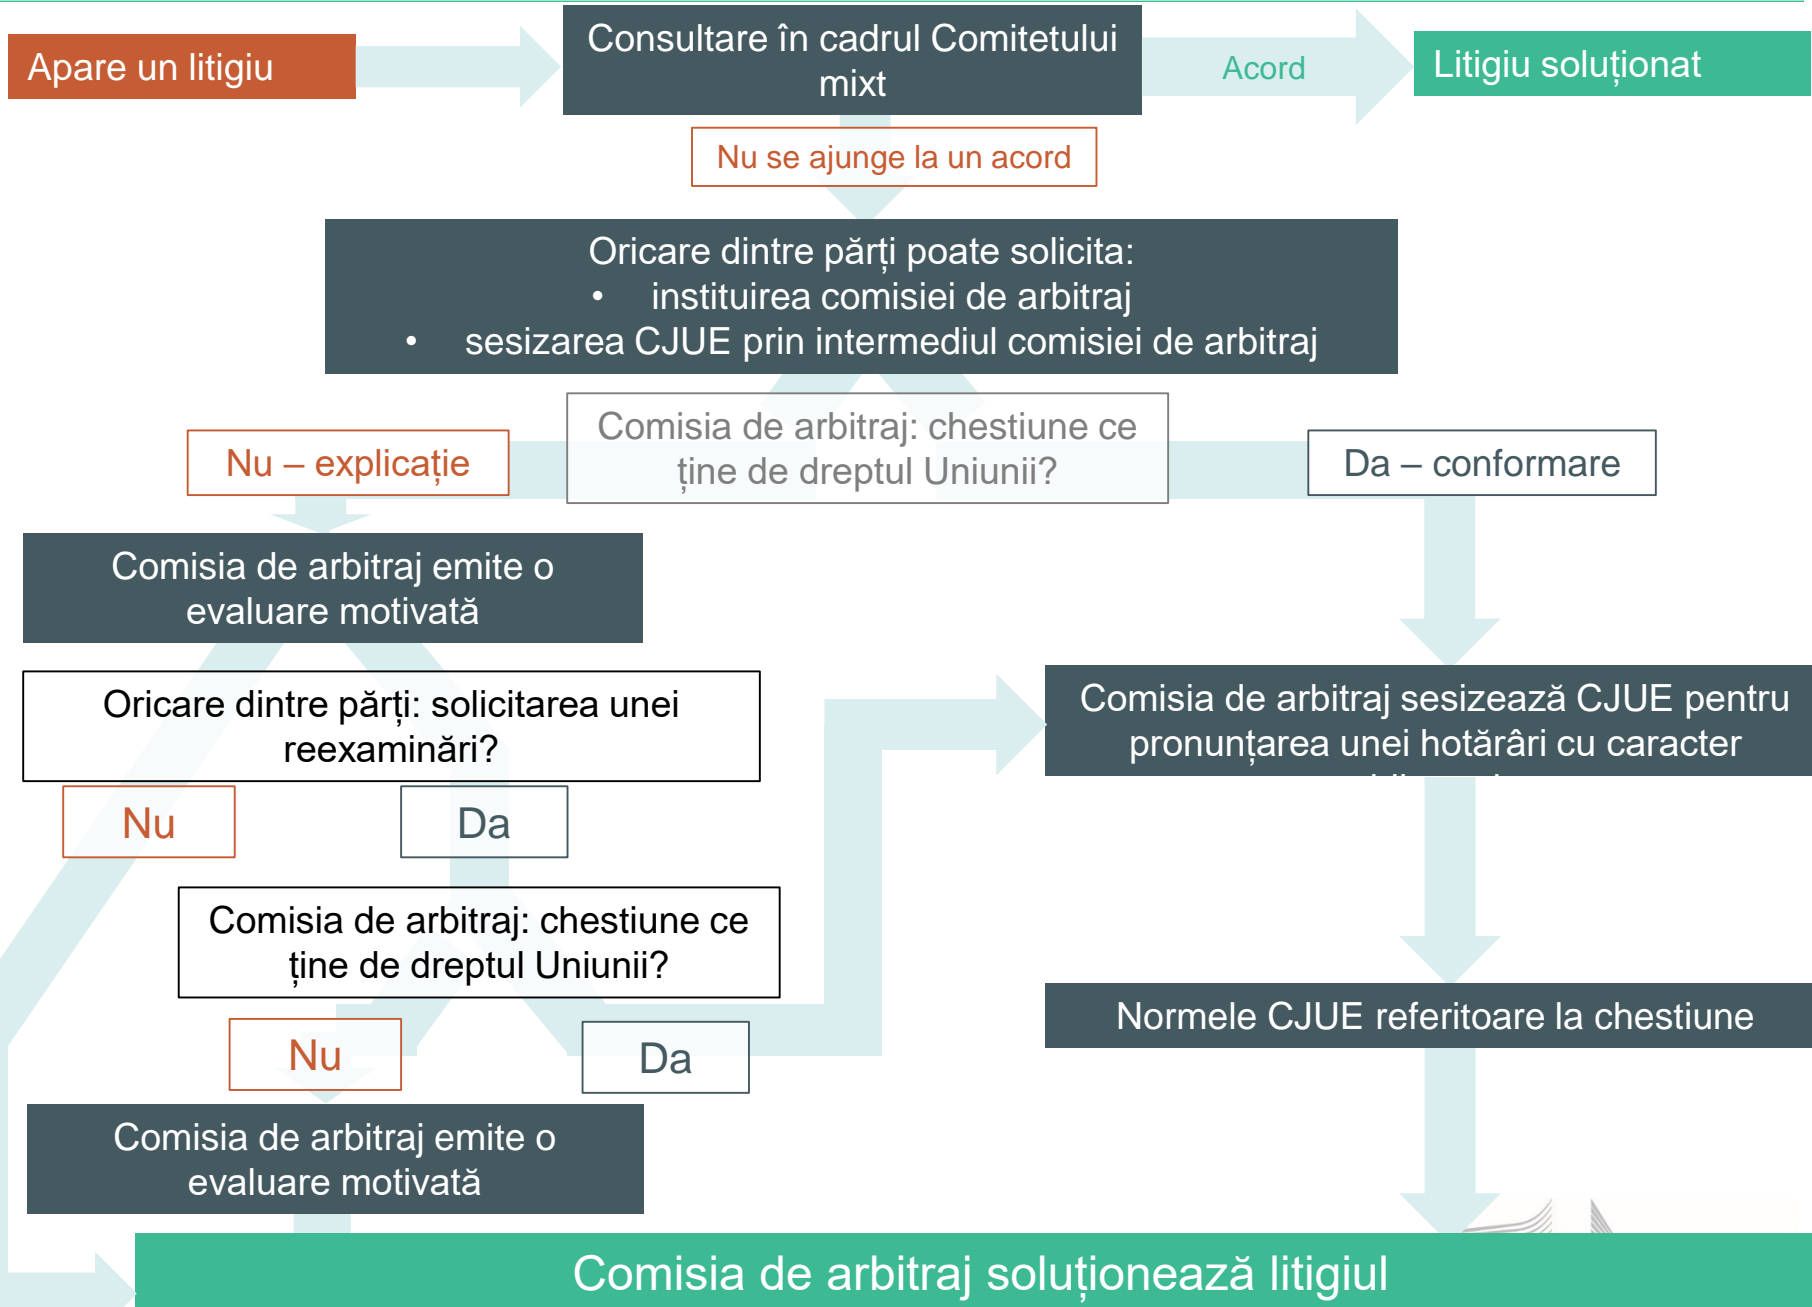 Apare un litigiu
Consultare în cadrul Comitetului
mixt
Acord
Litigiu soluționat
Nu se ajunge la un acord
Oricare dintre părți poate solicita:
• instituirea comisiei de arbitraj
• sesizarea CJUE prin intermediul comisiei de arbitraj
Comisia de arbitraj: chestiune ce
ține de dreptul Uniunii?
Nu – explicație
Da – conformare
Comisia de arbitraj emite o
evaluare motivată
Oricare dintre părți: solicitarea unei
reexaminări?
Nu
Da
Comisia de arbitraj sesizează CJUE pentru
pronunțarea unei hotărâri cu caracter
Comisia de arbitraj: chestiune ce
ține de dreptul Uniunii?
Nu
Da
Normele CJUE referitoare la chestiune
Comisia de arbitraj emite o
evaluare motivată
Comisia de arbitraj soluționează litigiul